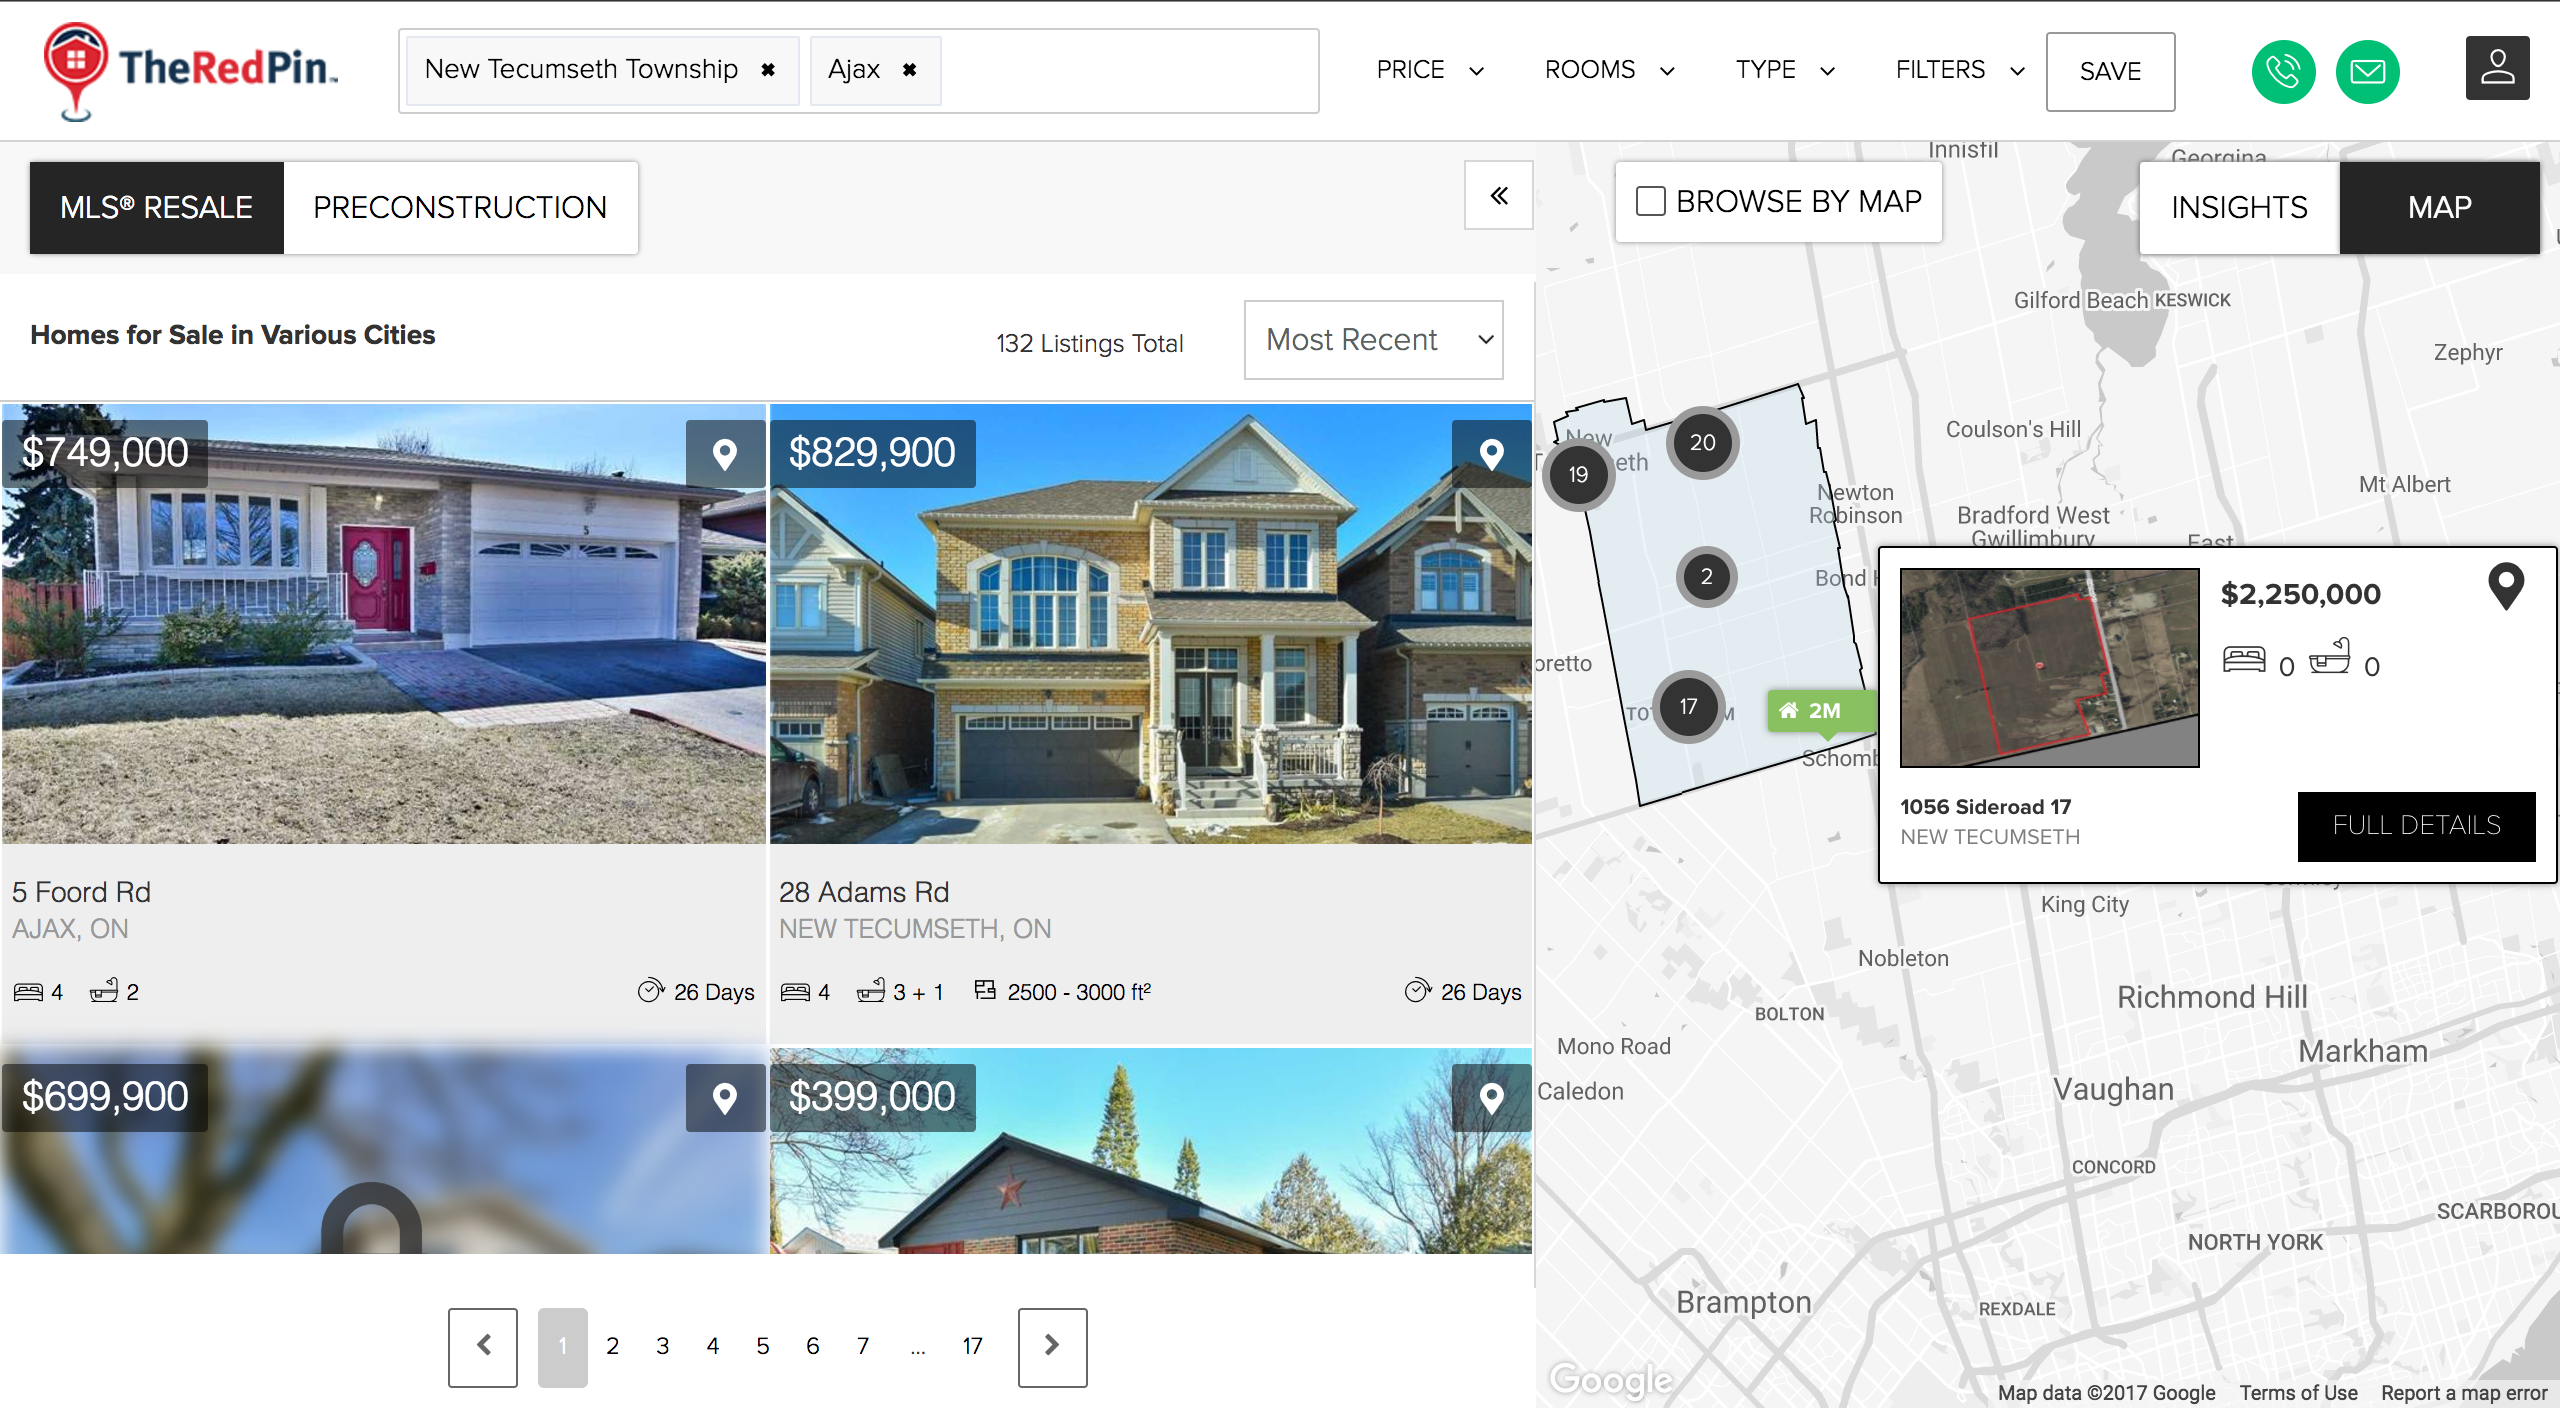 TheRedPin™
New Tecumseth Township ✖ Ajax ✖
PRICE ROOMS TYPE FILTERS SAVE
MLS® RESALE PRECONSTRUCTION
Homes for Sale in Various Cities
132 Listings Total
Most Recent
$749,000
5
5 Foord Rd
AJAX, ON
4 2 26 Days
$829,900
28 Adams Rd
NEW TECUMSETH, ON
4 3 + 1 2500 - 3000 ft² 26 Days
$699,900
$399,000
1 2 3 4 5 6 7 ... 17
BROWSE BY MAP
INSIGHTS MAP
Innisfil
Georgina
Gilford Beach
KESWICK
Zephyr
Coulson's Hill
Mt Albert
New
eth
20
19
2
17
Newton
Robinson
Bradford West
Gwillimbury
East
Bond
oretto
TO
M
2M
Schomb
$2,250,000
0 0
1056 Sideroad 17
NEW TECUMSETH
FULL DETAILS
King City
Nobleton
Richmond Hill
BOLTON
Mono Road
Markham
Caledon
Vaughan
CONCORD
SCARBOROU
NORTH YORK
Brampton
REXDALE
Google
Map data ©2017 Google Terms of Use Report a map error